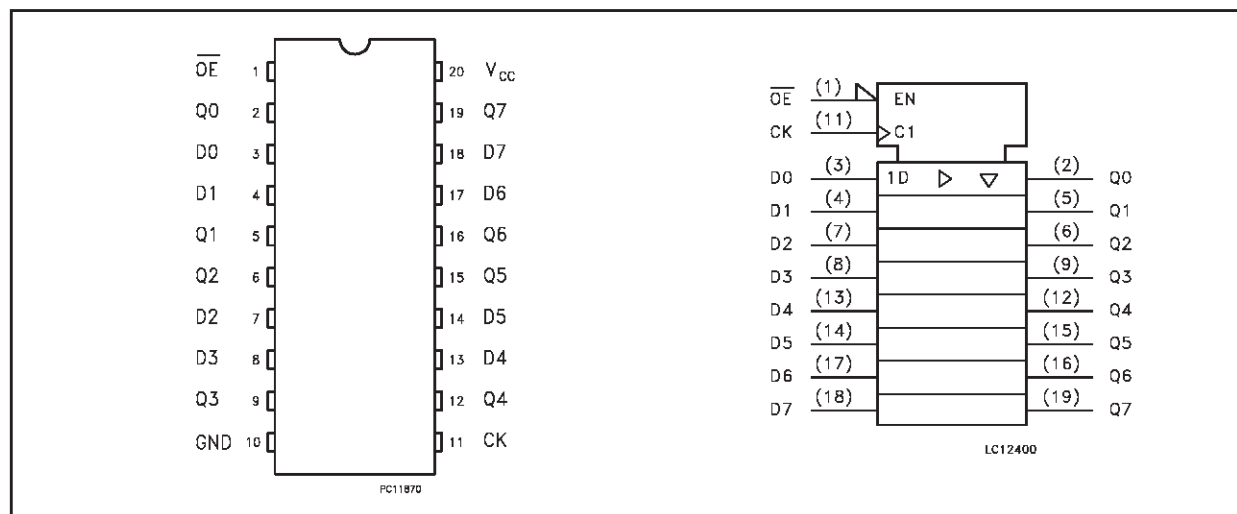 OE 1 20 VCC
Q0 2 19 Q7
D0 3 18 D7
D1 4 17 D6
Q1 5 16 Q6
Q2 6 15 Q5
D2 7 14 D5
D3 8 13 D4
Q3 9 12 Q4
GND 10 11 CK
PC11870
OE (1) EN
CK (11) C1
D0 (3) 1D (2) Q0
D1 (4) (5) Q1
D2 (7) (6) Q2
D3 (8) (9) Q3
D4 (13) (12) Q4
D5 (14) (15) Q5
D6 (17) (16) Q6
D7 (18) (19) Q7
LC12400